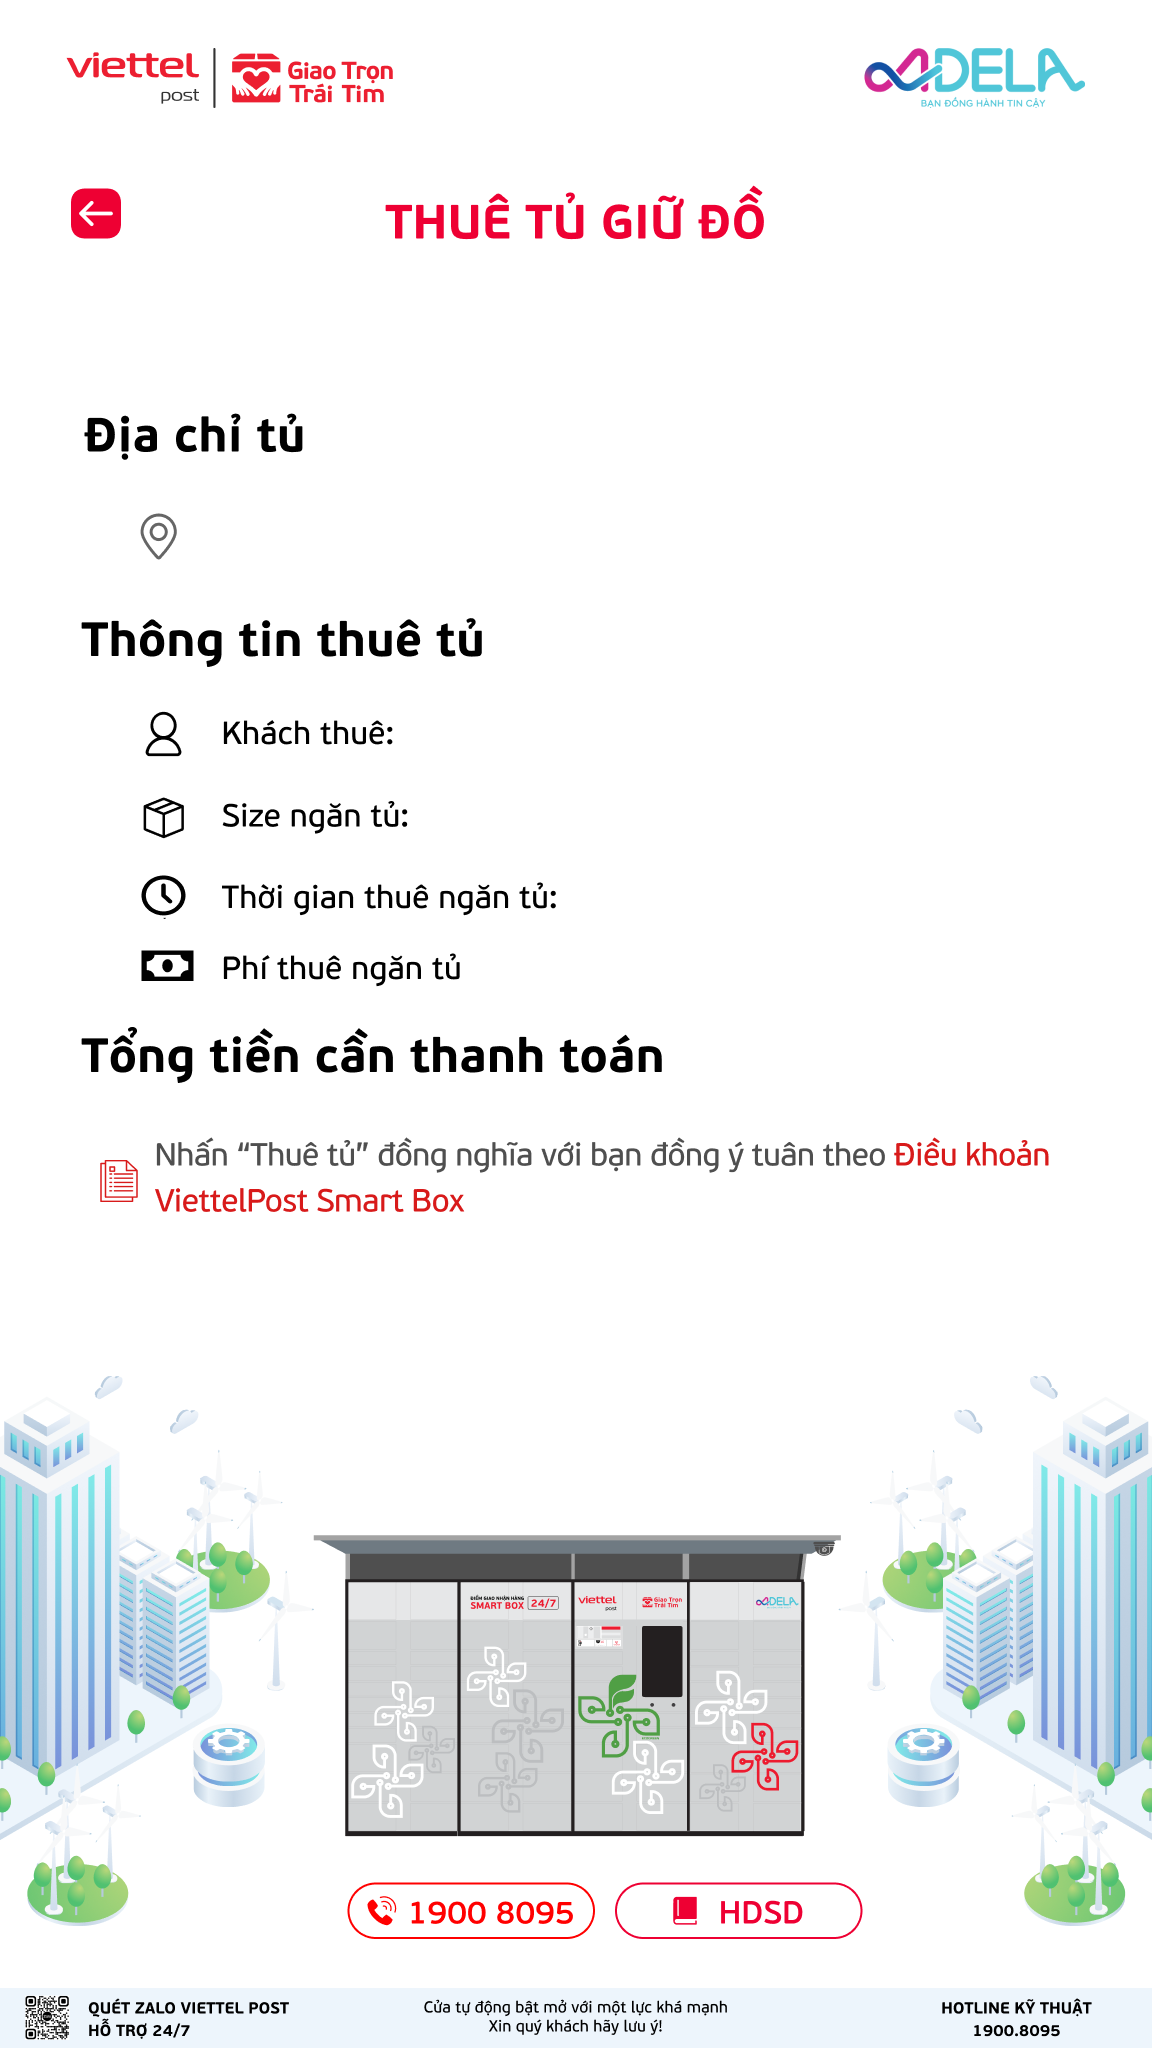 viettel
post
Giao Trọn
Trái Tim
ADELA
BẠN ĐỒNG HÀNH TIN CẬY
THUÊ TỦ GIỮ ĐỒ
Địa chỉ tủ
Thông tin thuê tủ
Khách thuê:
Size ngăn tủ:
Thời gian thuê ngăn tủ:
Phí thuê ngăn tủ
Tổng tiền cần thanh toán
Nhấn “Thuê tủ” đồng nghĩa với bạn đồng ý tuân theo Điều khoản
ViettelPost Smart Box
ĐIỂM GIAO NHẬN HÀNG
SMART BOX 24/7
viettel
post
Giao Trọn
Trái Tim
ADELA
1900 8095
HDSD
QUÉT ZALO VIETTEL POST
HỖ TRỢ 24/7
Cửa tự động bật mở với một lực khá mạnh
Xin quý khách hãy lưu ý!
HOTLINE KỸ THUẬT
1900.8095